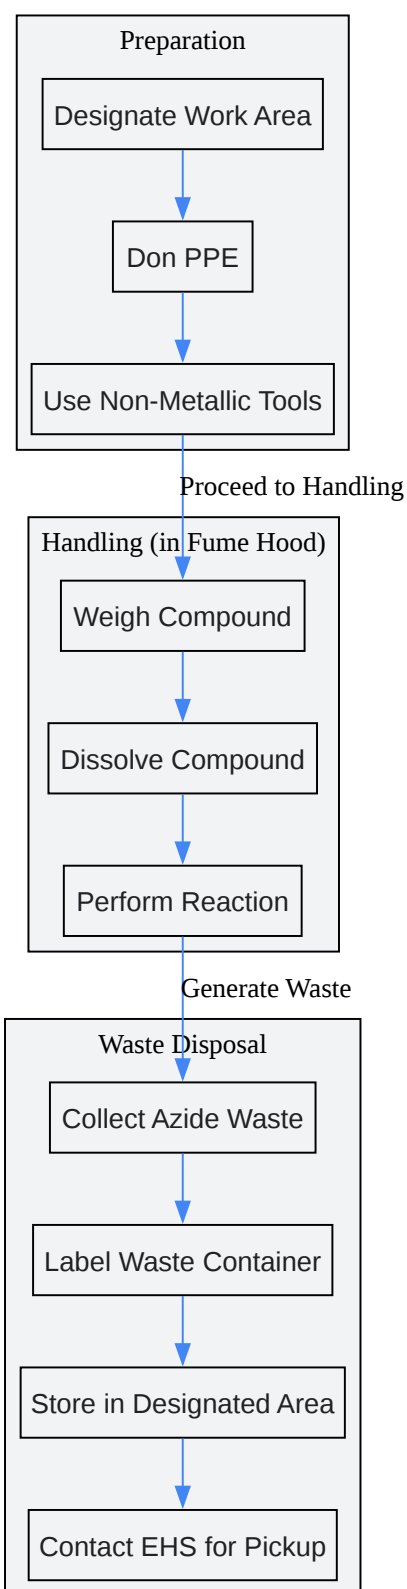 Preparation
Designate Work Area
Don PPE
Use Non-Metallic Tools
Proceed to Handling
Handling (in Fume Hood)
Weigh Compound
Dissolve Compound
Perform Reaction
Generate Waste
Waste Disposal
Collect Azide Waste
Label Waste Container
Store in Designated Area
Contact EHS for Pickup